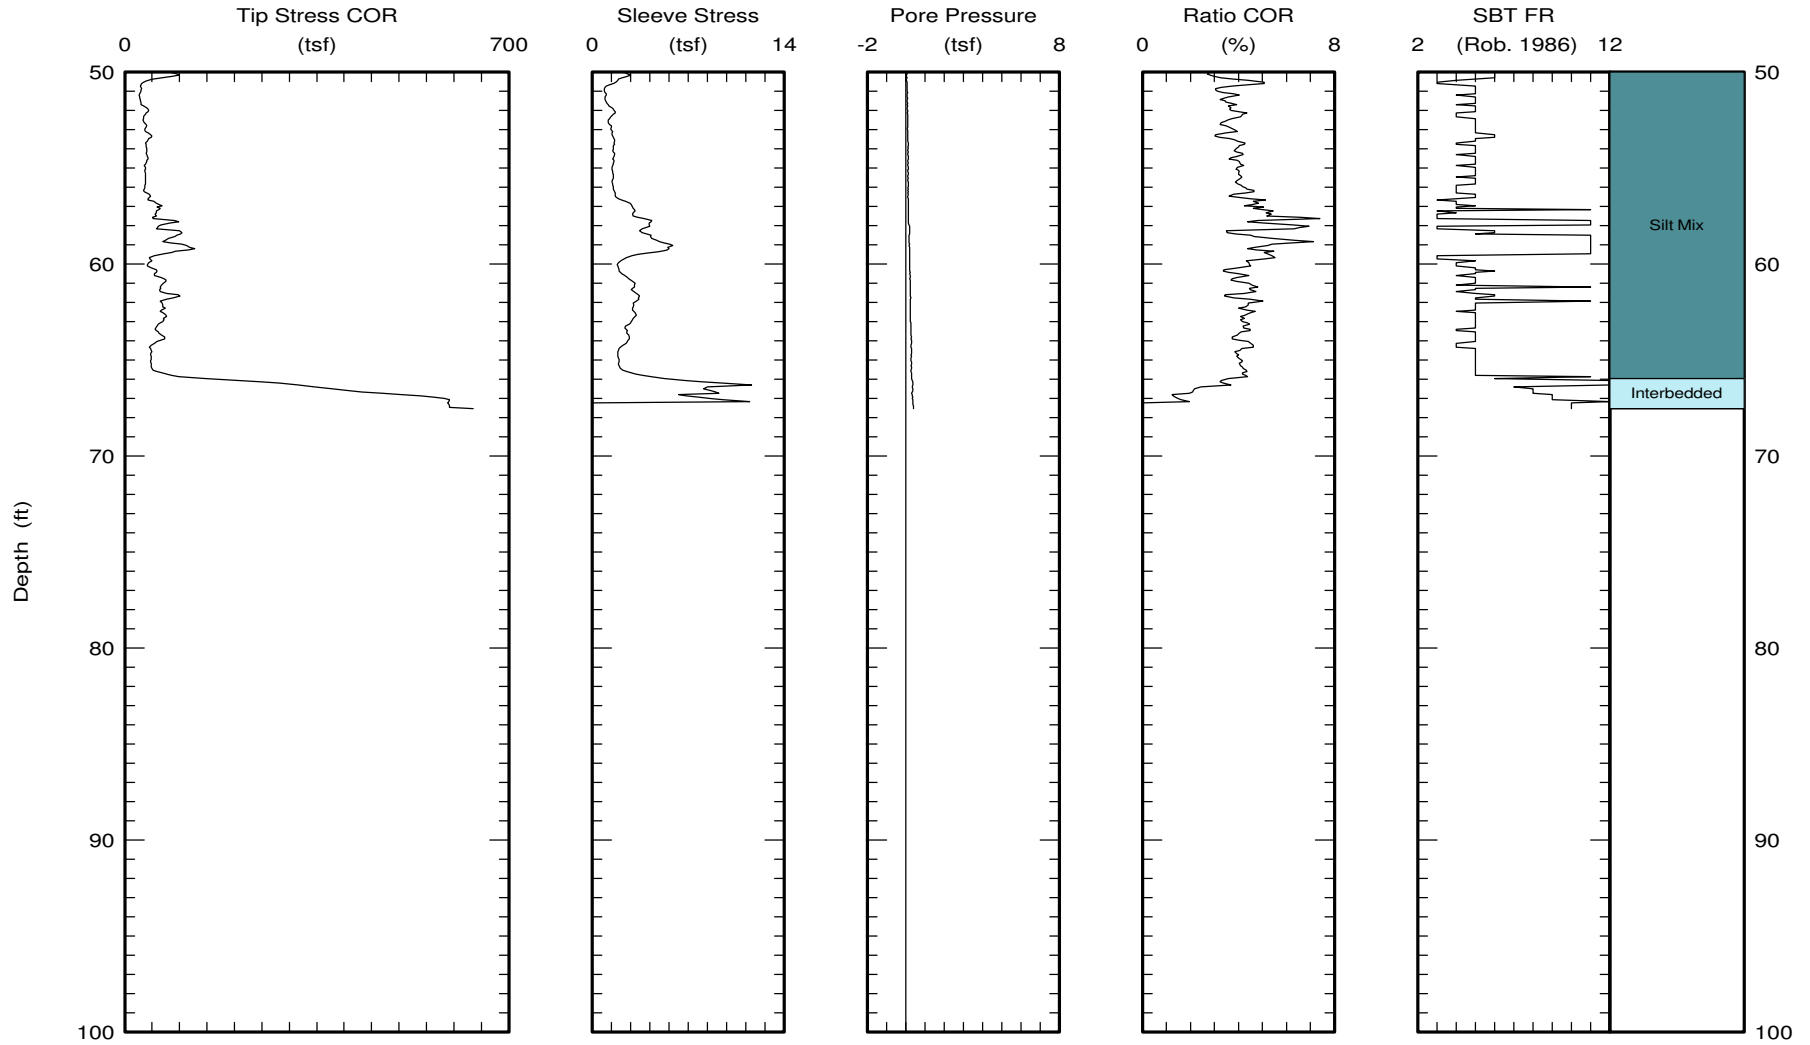 Tip Stress COR Sleeve Stress Pore Pressure Ratio COR SBT FR
0 (tsf) 700 0 (tsf) 14 -2 (tsf) 8 0 (%) 8 2 (Rob. 1986) 12
50 50
Silt Mix
60 60
Interbedded
70 70
Depth (ft)
80 80
90 90
100 100